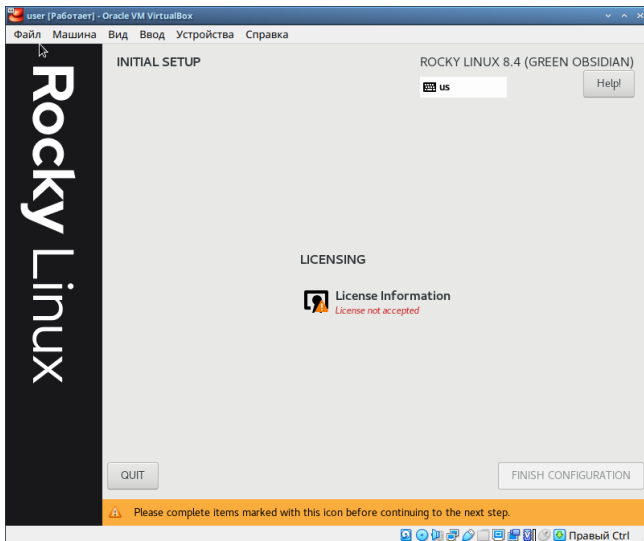 user [Работает] - Oracle VM VirtualBox
Файл Машина Вид Ввод Устройства Справка
Rocky Linux
INITIAL SETUP
ROCKY LINUX 8.4 (GREEN OBSIDIAN)
us
Help!
LICENSING
License Information
License not accepted
QUIT
FINISH CONFIGURATION
Please complete items marked with this icon before continuing to the next step.
Правый Ctrl